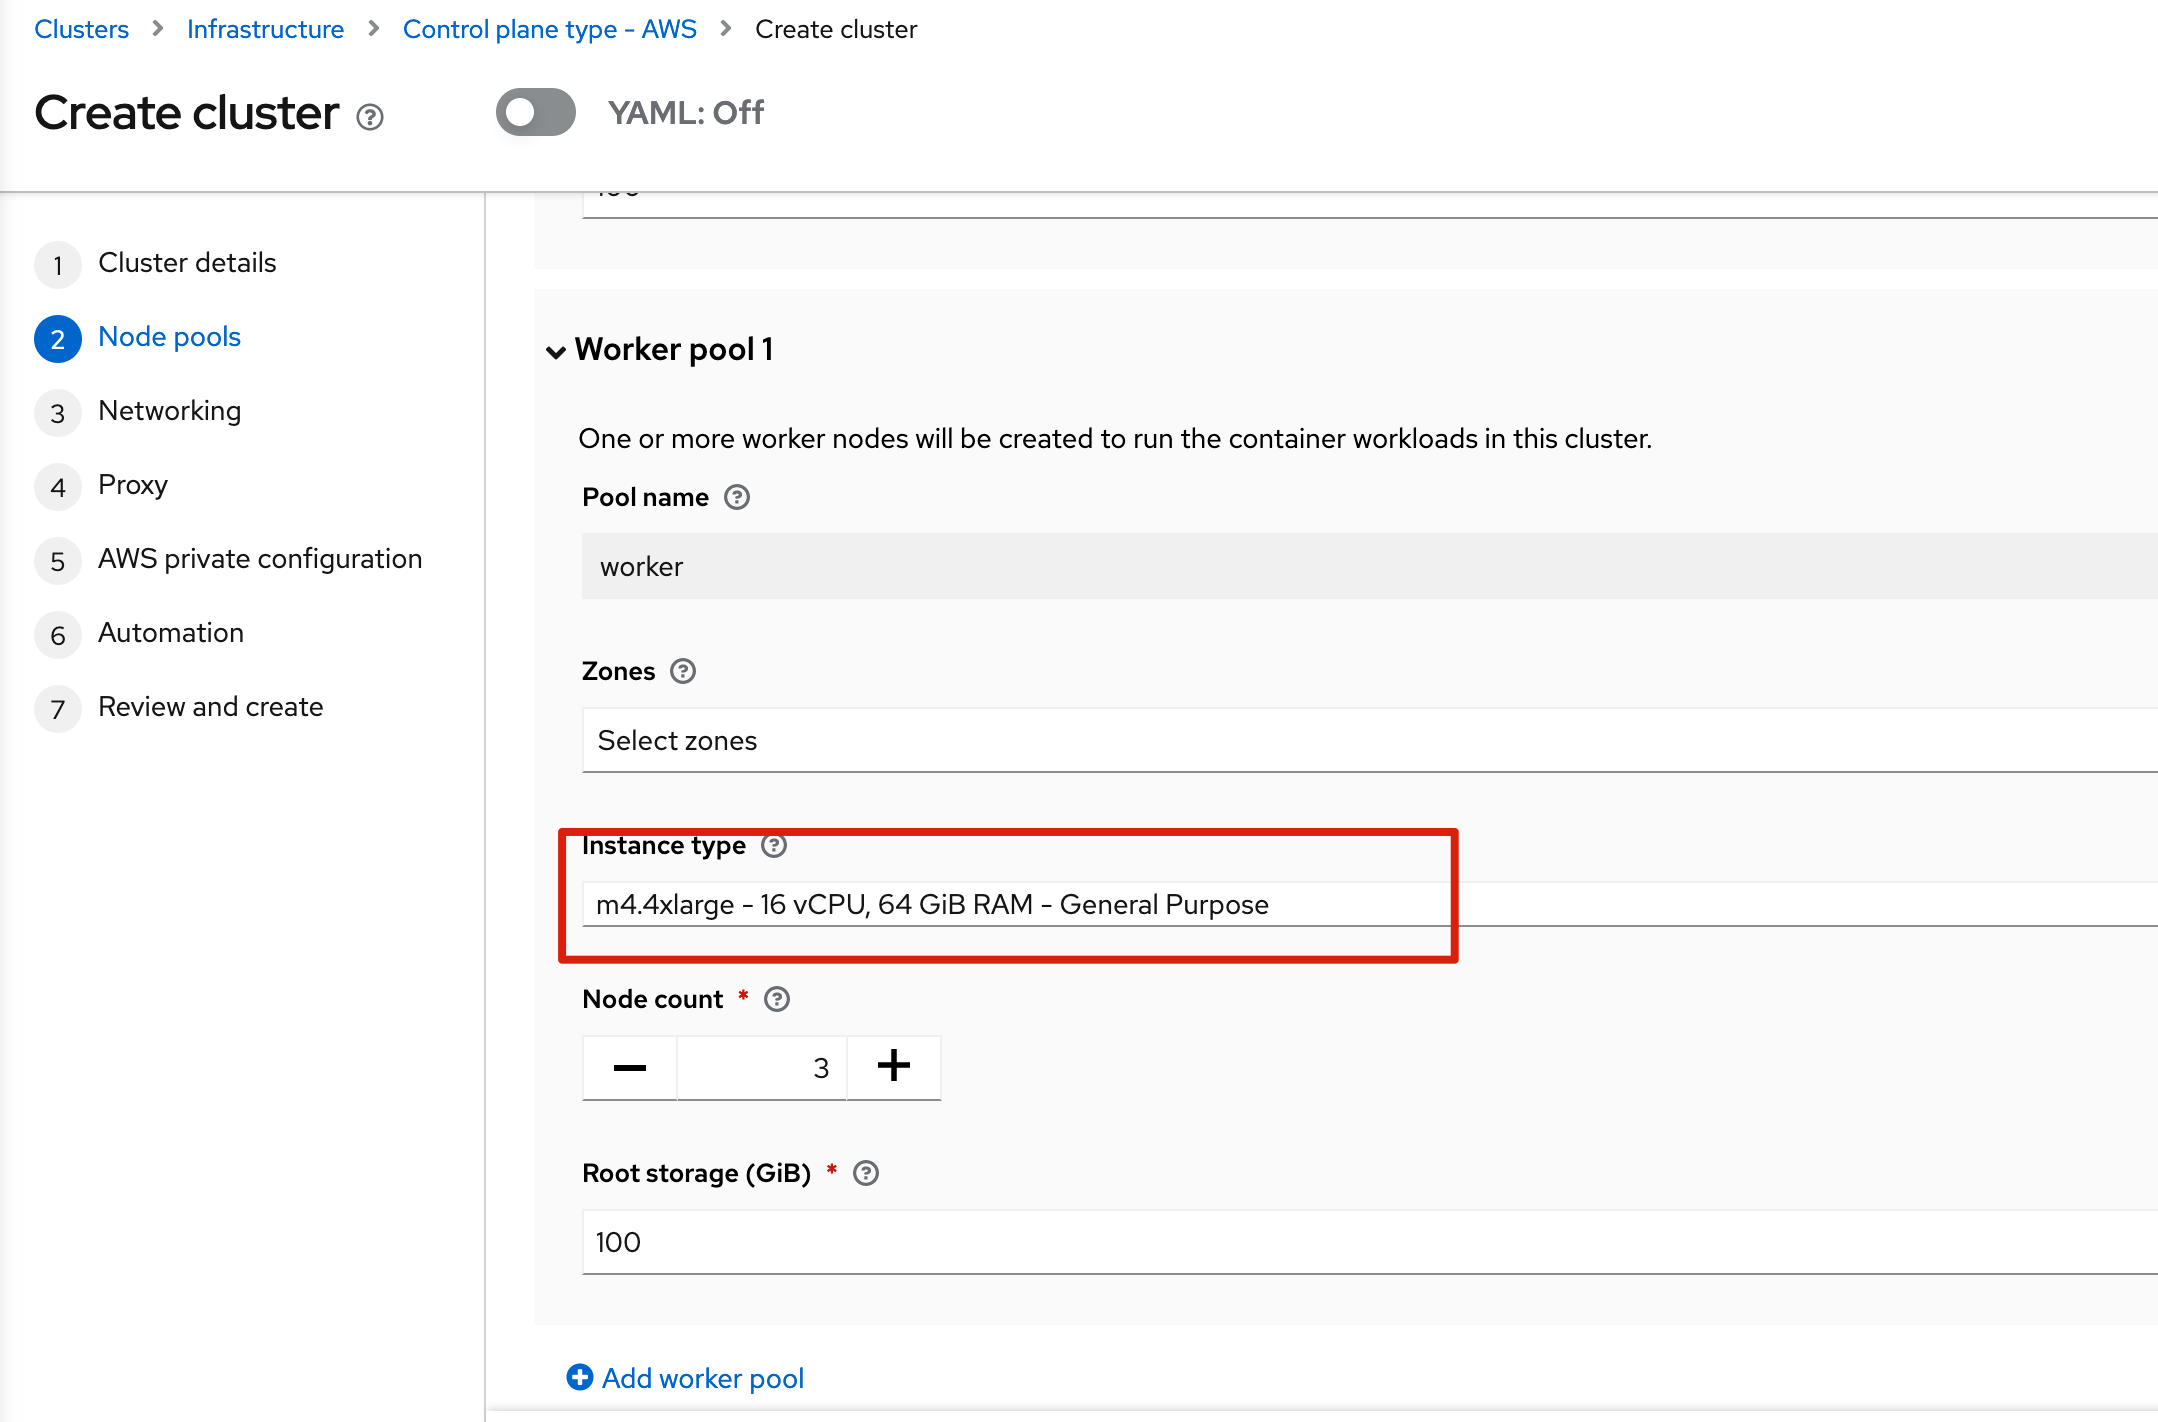 Clusters > Infrastructure > Control plane type - AWS > Create cluster
Create cluster
YAML: Off
1 Cluster details
2 Node pools
3 Networking
4 Proxy
5 AWS private configuration
6 Automation
7 Review and create
Worker pool 1
One or more worker nodes will be created to run the container workloads in this cluster.
Pool name
worker
Zones
Select zones
Instance type
m4.4xlarge - 16 vCPU, 64 GiB RAM - General Purpose
Node count *
3
Root storage (GiB) *
100
Add worker pool